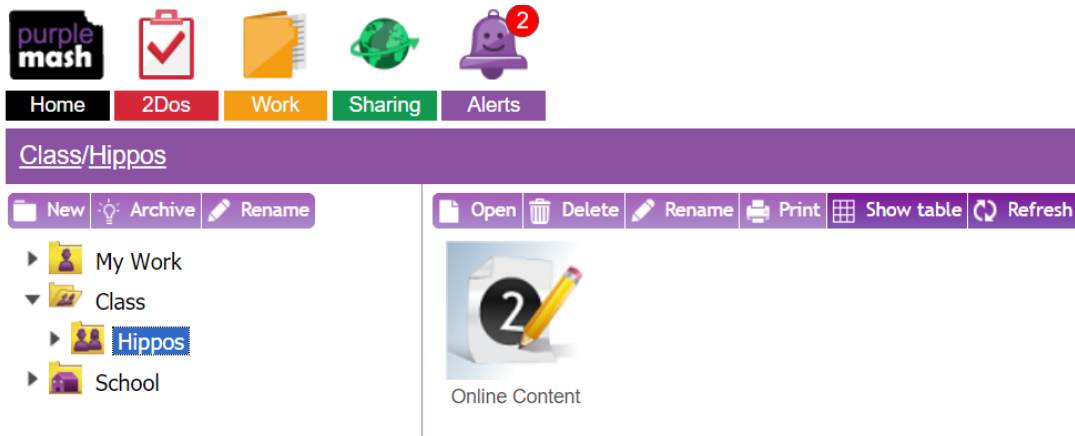 purple
mash
2
Home
2Dos
Work
Sharing
Alerts
Class/Hippos
New
Archive
Rename
Open
Delete
Rename
Print
Show table
Refresh
My Work
Class
Hippos
School
2
Online Content